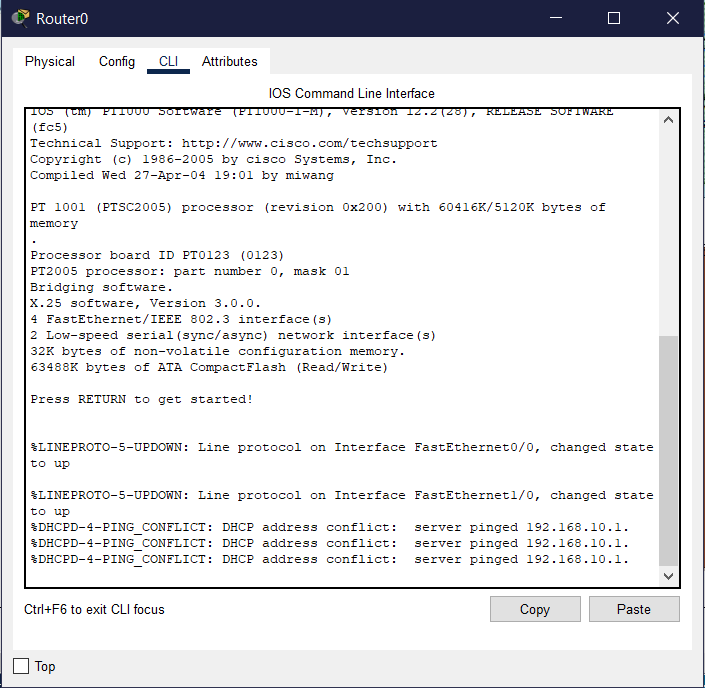 Router0
Physical Config CLI Attributes
IOS Command Line Interface
IOS (tm) PT1000 Software (PT1000-I-M), Version 12.2(28), RELEASE SOFTWARE
(fc5)
Technical Support: http://www.cisco.com/techsupport
Copyright (c) 1986-2005 by cisco Systems, Inc.
Compiled Wed 27-Apr-04 19:01 by miwang
PT 1001 (PTSC2005) processor (revision 0x200) with 60416K/5120K bytes of
memory
.
Processor board ID PT0123 (0123)
PT2005 processor: part number 0, mask 01
Bridging software.
X.25 software, Version 3.0.0.
4 FastEthernet/IEEE 802.3 interface(s)
2 Low-speed serial(sync/async) network interface(s)
32K bytes of non-volatile configuration memory.
63488K bytes of ATA CompactFlash (Read/Write)
Press RETURN to get started!
%LINEPROTO-5-UPDOWN: Line protocol on Interface FastEthernet0/0, changed state
to up
%LINEPROTO-5-UPDOWN: Line protocol on Interface FastEthernet1/0, changed state
to up
%DHCPD-4-PING_CONFLICT: DHCP address conflict:  server pinged 192.168.10.1.
%DHCPD-4-PING_CONFLICT: DHCP address conflict:  server pinged 192.168.10.1.
%DHCPD-4-PING_CONFLICT: DHCP address conflict:  server pinged 192.168.10.1.
Ctrl+F6 to exit CLI focus
Copy Paste
Top